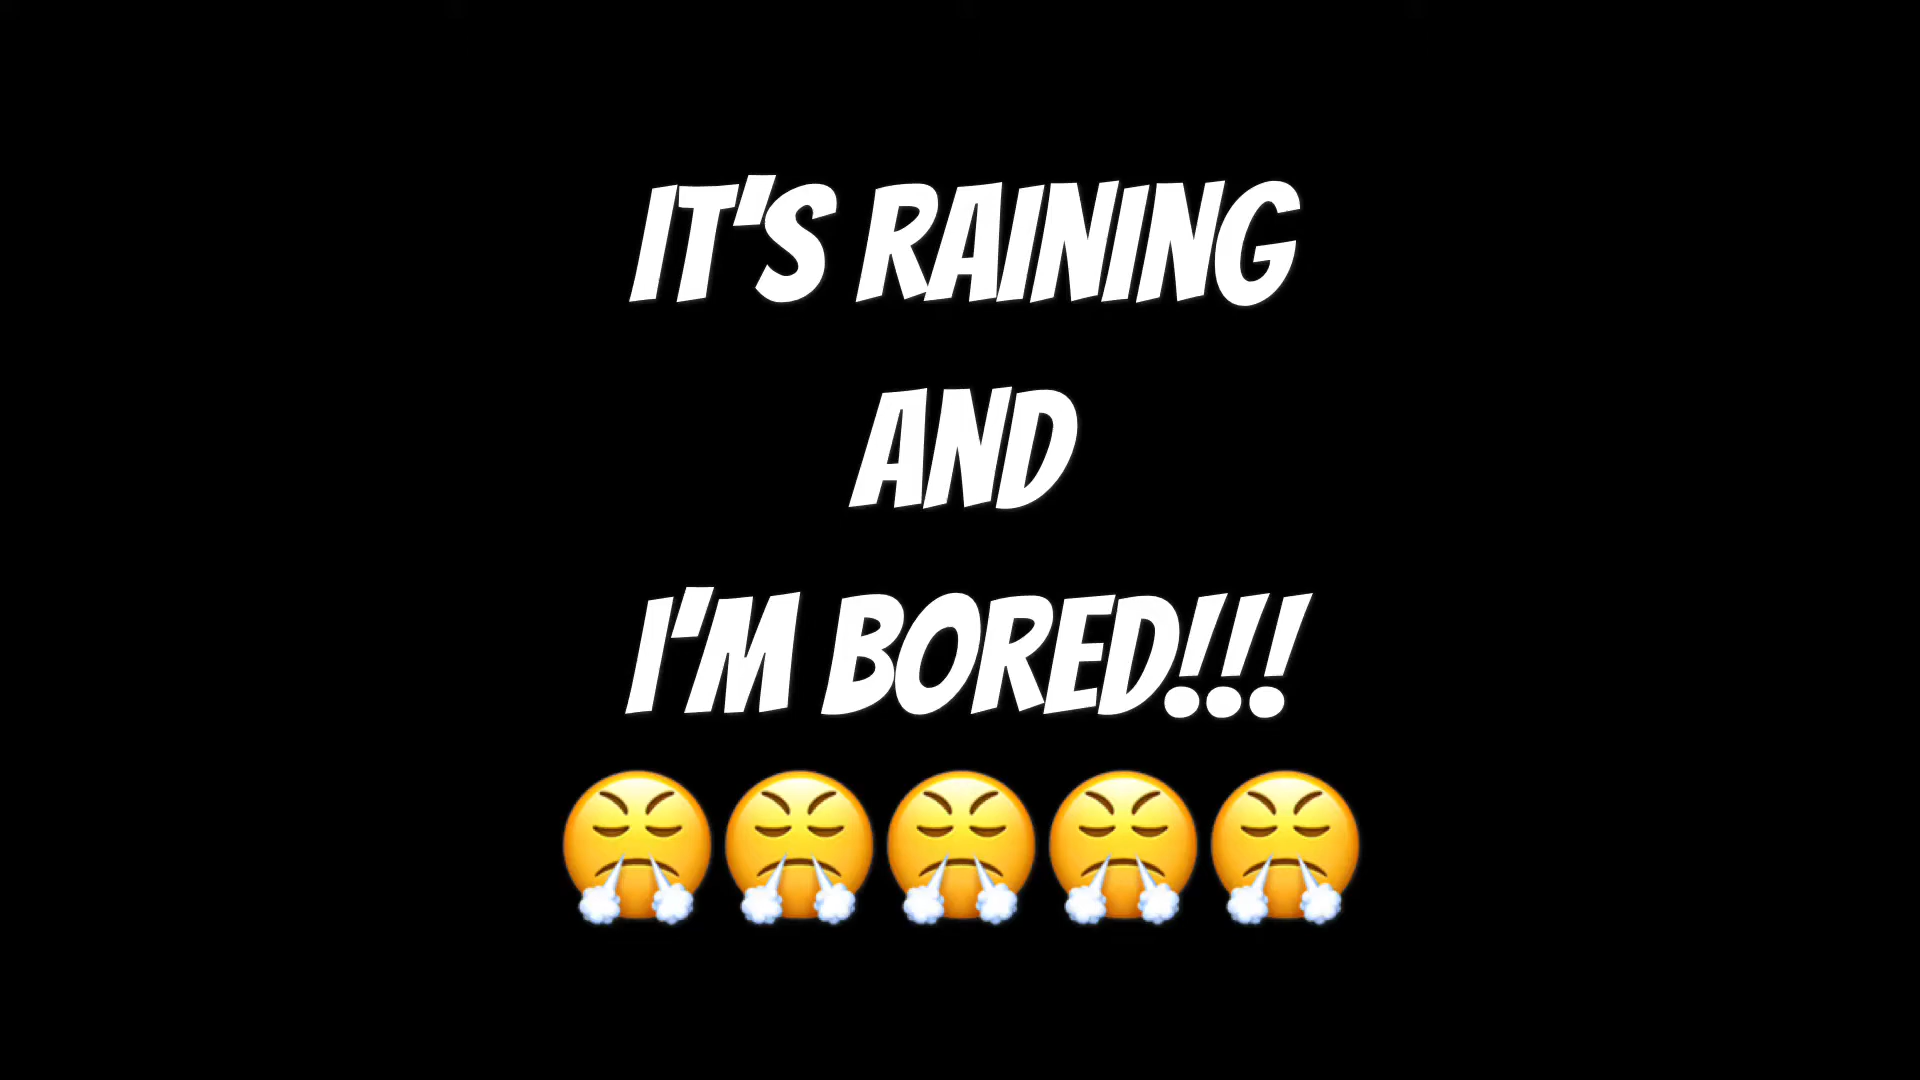 IT'S RAINING
AND
I'M BORED!!!
😤😤😤😤😤